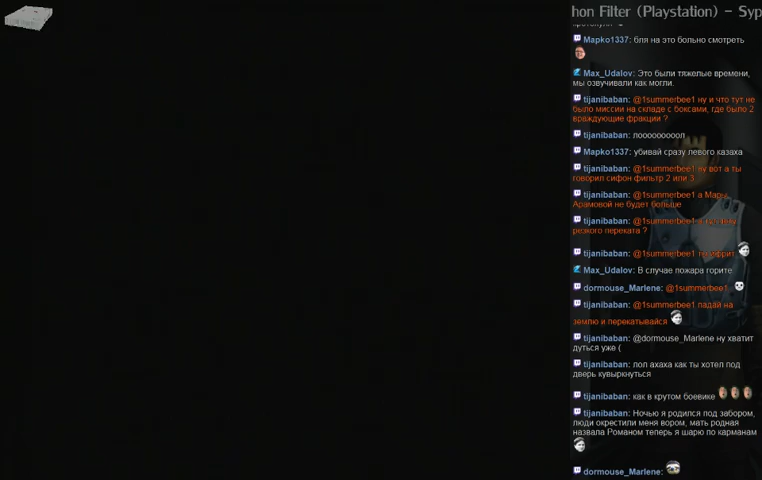 hon Filter (Playstation) - Syp
Mapko1337: бля на это больно смотреть
Max_Udalov: Это были тяжелые времени,
мы озвучивали как могли.
tijanibaban: @1summerbee1 ну и что тут не
было миссии на складе с боксами, где было 2
враждующие фракции ?
tijanibaban: лоооооооооол
Mapko1337: убивай сразу левого казаха
tijanibaban: @1summerbee1 ну вот а ты
говорил сифон фильтр 2 или 3
tijanibaban: @1summerbee1 а Мары
Арамовой не будет больше
tijanibaban: @1summerbee1
резкого переката ?
tijanibaban: @1summerbee1
Max_Udalov: В случае пожара горите
dormouse_Marlene: @1summerbee1
tijanibaban: @1summerbee1 падай на
землю и перекатывайся
tijanibaban: @dormouse_Marlene ну хватит
дуться уже (
tijanibaban: лол ахаха как ты хотел под
дверь кувыркнуться
tijanibaban: как в крутом боевике
tijanibaban: Ночью я родился под забором,
люди окрестили меня вором, мать родная
назвала Романом теперь я шарю по карманам
dormouse_Marlene: